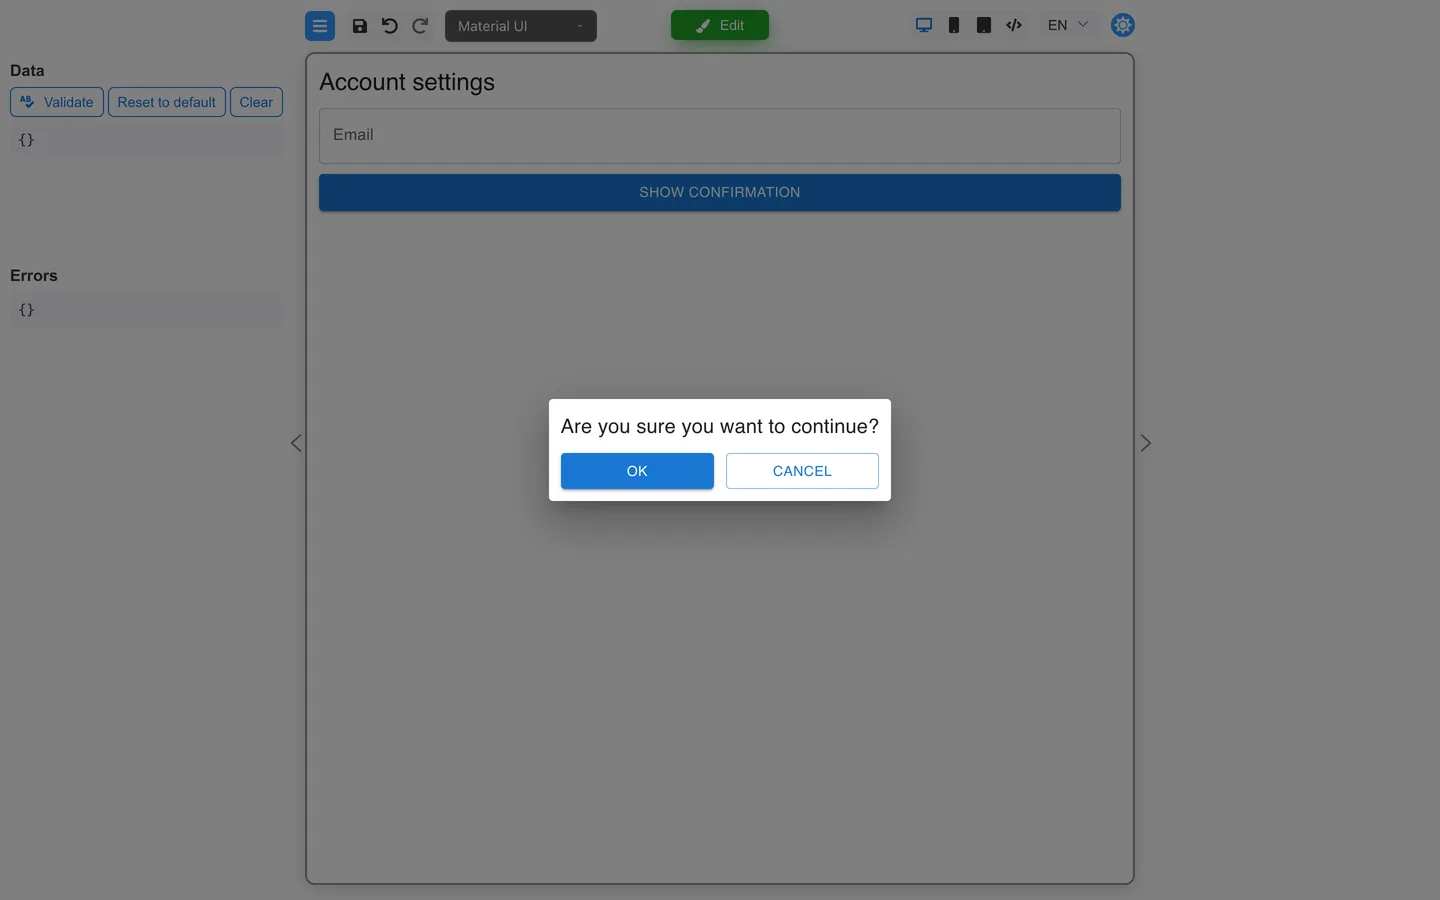 Material UI
Edit
EN
Data
Validate
Reset to default
Clear
{}
Errors
{}
Account settings
Email
SHOW CONFIRMATION
Are you sure you want to continue?
OK
CANCEL